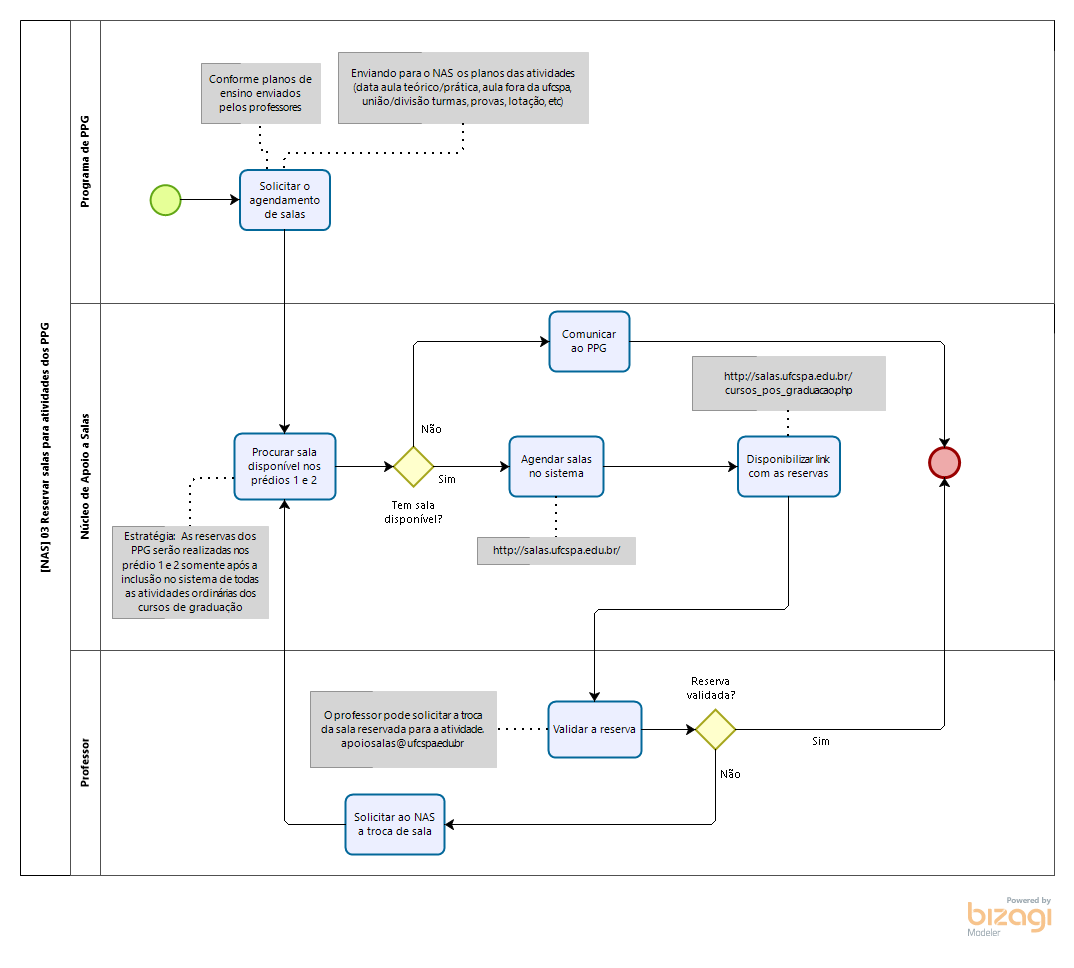 [NAS] 03 Reservar salas para atividades dos PPG
Programa de PPG
Conforme planos de
ensino enviados
pelos professores
Enviando para o NAS os planos das atividades
(data aula teórico/prática, aula fora da ufcspa,
união/divisão turmas, provas, lotação, etc)
Solicitar o
agendamento
de salas
Núcleo de Apoio a Salas
Comunicar
ao PPG
http://salas.ufcspa.edu.br/
cursos_pos_graduacao.php
Não
Procurar sala
disponível nos
prédios 1 e 2
Sim
Tem sala
disponível?
Agendar salas
no sistema
Disponibilizar link
com as reservas
http://salas.ufcspa.edu.br/
Estratégia: As reservas dos
PPG serão realizadas nos
prédio 1 e 2 somente após a
inclusão no sistema de todas
as atividades ordinárias dos
cursos de graduação
Professor
Reserva
validada?
O professor pode solicitar a troca
da sala reservada para a atividade.
apoiosalas@ufcspa.edu.br
Validar a reserva
Sim
Não
Solicitar ao NAS
a troca de sala
Powered by
bizagi
Modeler